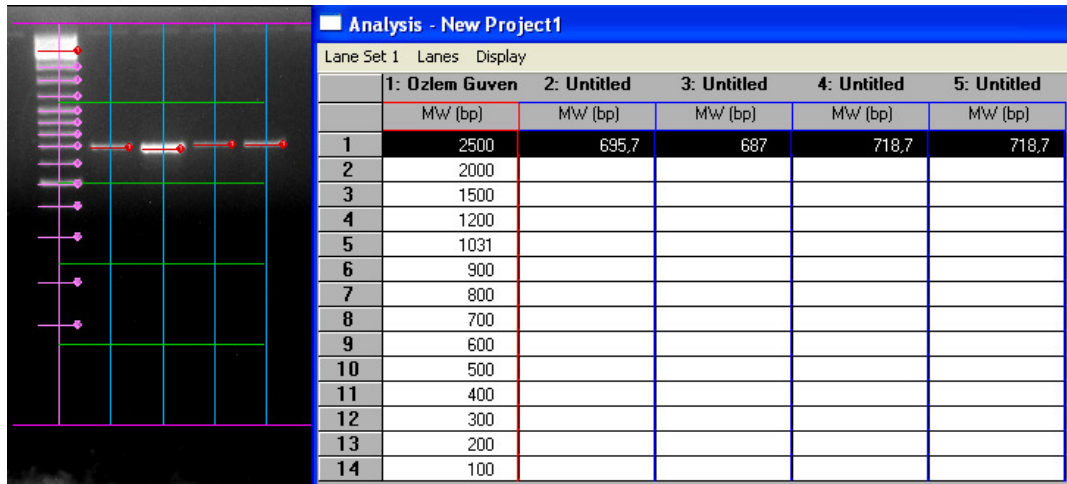 Analysis - New Project1
Lane Set 1 Lanes Display
1: Ozlem Guven 2: Untitled 3: Untitled 4: Untitled 5: Untitled
MW (bp) MW (bp) MW (bp) MW (bp) MW (bp)
1 2500 695,7 687 718,7 718,7
2 2000
3 1500
4 1200
5 1031
6 900
7 800
8 700
9 600
10 500
11 400
12 300
13 200
14 100